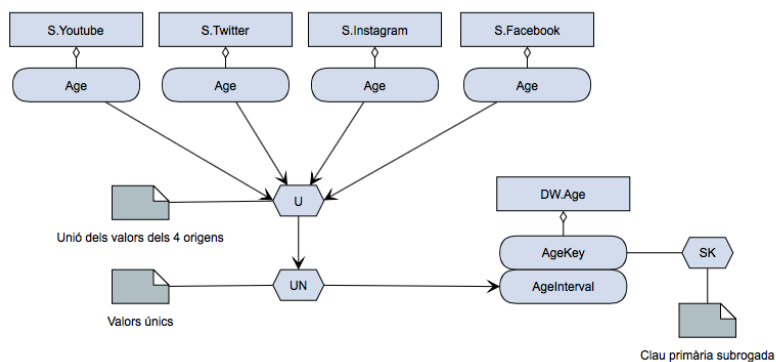 S.Youtube
S.Twitter
S.Instagram
S.Facebook
Age
Age
Age
Age
U
Unió dels valors dels 4 orígens
DW.Age
AgeKey
SK
UN
AgeInterval
Valors únics
Clau primària subrogada